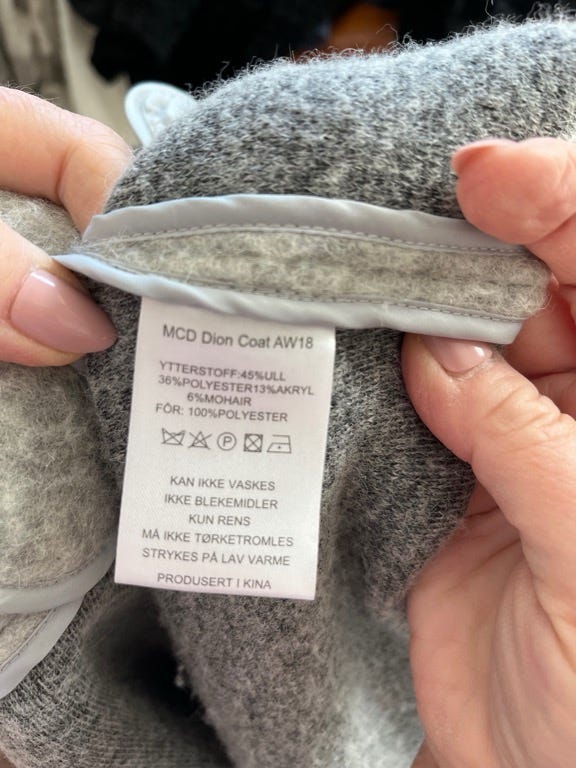 MCD Dion Coat AW18
YTTERSTOFF:45%ULL
36%POLYESTER13%AKRYL
6%MOHAIR
FÔR: 100%POLYESTER
P
KAN IKKE VASKES
IKKE BLEKEMIDLER
KUN RENS
MÅ IKKE TØRKETROMLES
STRYKES PÅ LAV VARME
PRODUSERT I KINA